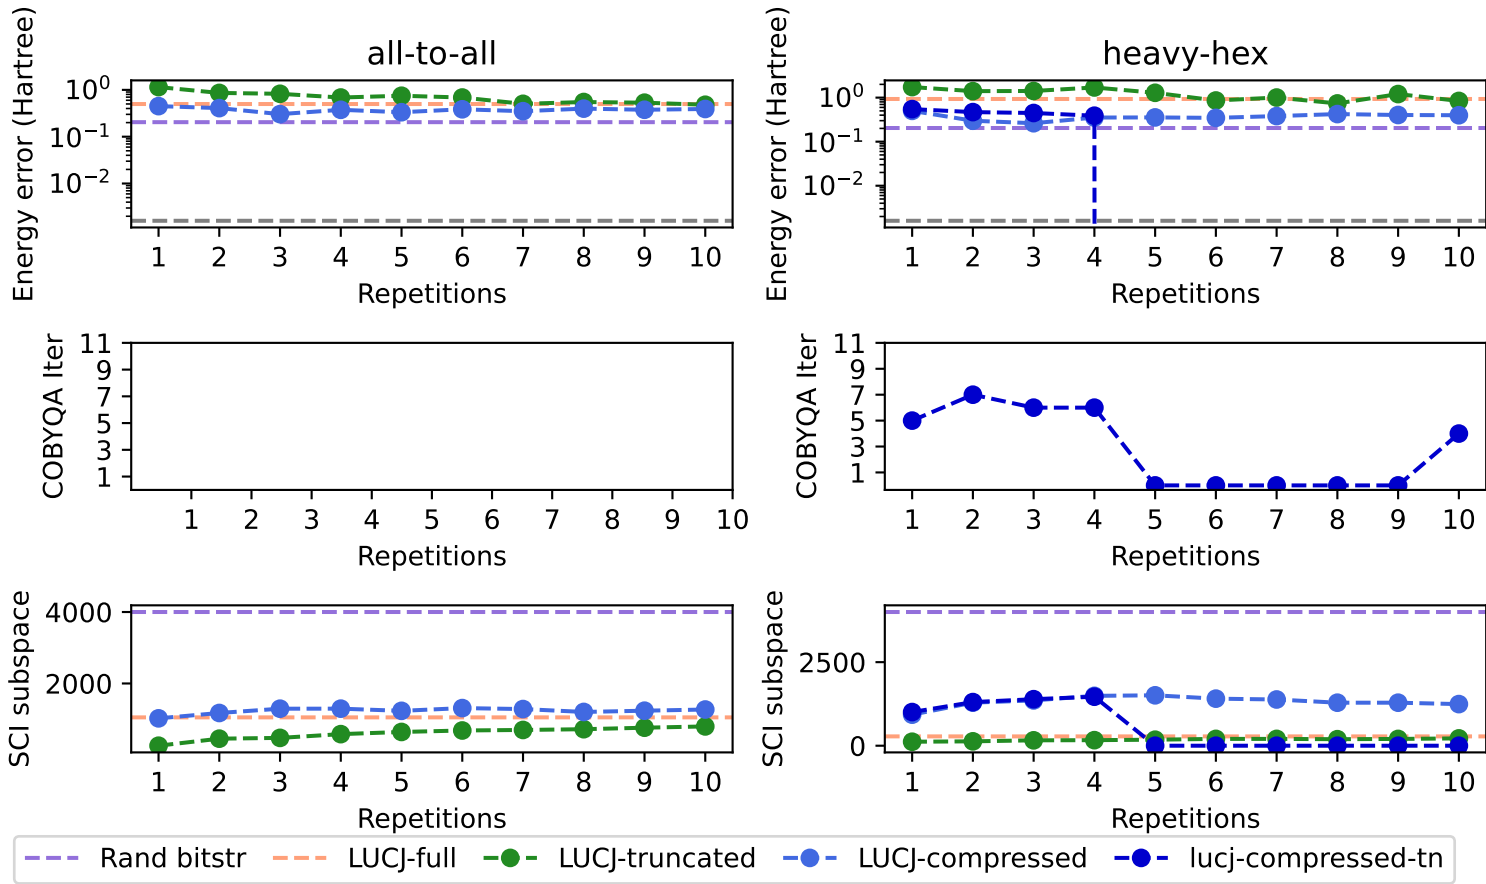 all-to-all
Energy error (Hartree)
10^0
10^-1
10^-2
1 2 3 4 5 6 7 8 9 10
Repetitions
heavy-hex
Energy error (Hartree)
10^0
10^-1
10^-2
1 2 3 4 5 6 7 8 9 10
Repetitions
COBYQA Iter
11
9
7
5
3
1
1 2 3 4 5 6 7 8 9 10
Repetitions
COBYQA Iter
11
9
7
5
3
1
1 2 3 4 5 6 7 8 9 10
Repetitions
SCI subspace
4000
2000
1 2 3 4 5 6 7 8 9 10
Repetitions
SCI subspace
2500
0
1 2 3 4 5 6 7 8 9 10
Repetitions
Rand bitstr LUCJ-full LUCJ-truncated LUCJ-compressed lucj-compressed-tn